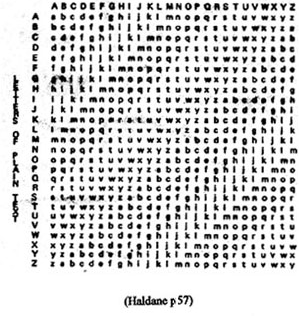 A B C D E F G H I J K L M N O P Q R S T U V W X Y Z
A a b c d e f g h i j k l m n o p q r s t u v w x y z
B b c d e f g h i j k l m n o p q r s t u v w x y z a
C c d e f g h i j k l m n o p q r s t u v w x y z a b
D d e f g h i j k l m n o p q r s t u v w x y z a b c
E e f g h i j k l m n o p q r s t u v w x y z a b c d
F f g h i j k l m n o p q r s t u v w x y z a b c d e
G g h i j k l m n o p q r s t u v w x y z a b c d e f
H h i j k l m n o p q r s t u v w x y z a b c d e f g
I i j k l m n o p q r s t u v w x y z a b c d e f g h
J j k l m n o p q r s t u v w x y z a b c d e f g h i
K k l m n o p q r s t u v w x y z a b c d e f g h i j
L l m n o p q r s t u v w x y z a b c d e f g h i j k
M m n o p q r s t u v w x y z a b c d e f g h i j k l
N n o p q r s t u v w x y z a b c d e f g h i j k l m
O o p q r s t u v w x y z a b c d e f g h i j k l m n
P p q r s t u v w x y z a b c d e f g h i j k l m n o
Q q r s t u v w x y z a b c d e f g h i j k l m n o p
R r s t u v w x y z a b c d e f g h i j k l m n o p q
S s t u v w x y z a b c d e f g h i j k l m n o p q r
T t u v w x y z a b c d e f g h i j k l m n o p q r s
U u v w x y z a b c d e f g h i j k l m n o p q r s t
V v w x y z a b c d e f g h i j k l m n o p q r s t u
W w x y z a b c d e f g h i j k l m n o p q r s t u v
X x y z a b c d e f g h i j k l m n o p q r s t u v w
Y y z a b c d e f g h i j k l m n o p q r s t u v w x
Z z a b c d e f g h i j k l m n o p q r s t u v w x y
LETTERS OF PLAIN TEXT
(Haldane p 57)